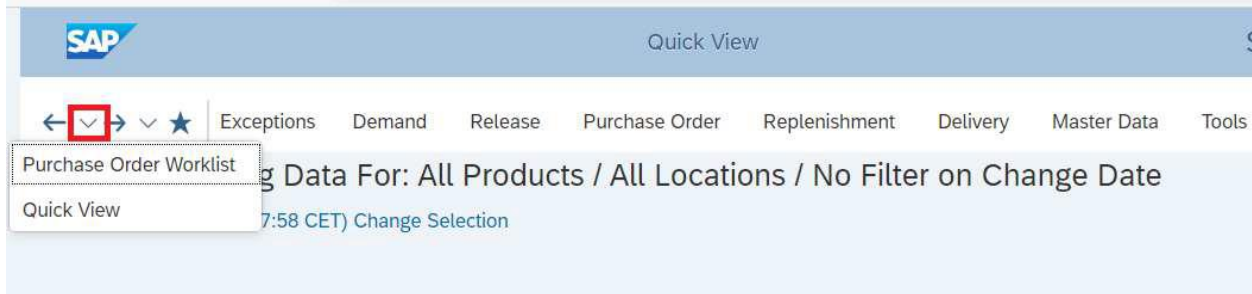 SAP
Quick View
Exceptions Demand Release Purchase Order Replenishment Delivery Master Data Tools
Purchase Order Worklist
g Data For: All Products / All Locations / No Filter on Change Date
Quick View
7:58 CET) Change Selection